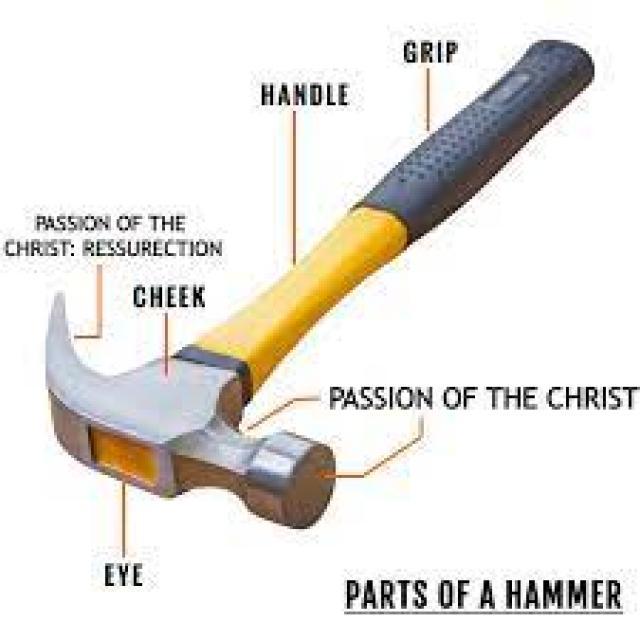 GRIP
HANDLE
PASSION OF THE
CHRIST: RESSURECTION
CHEEK
PASSION OF THE CHRIST
EYE
PARTS OF A HAMMER